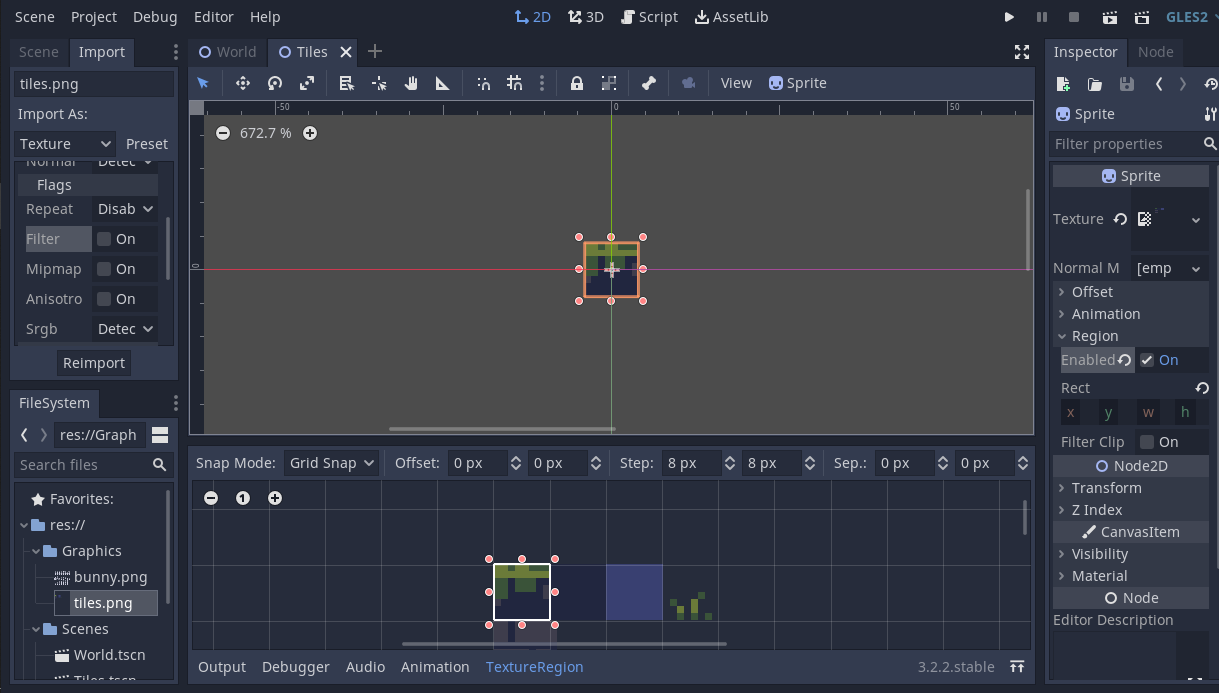 Scene Project Debug Editor Help 2D 3D Script AssetLib GLES2
Scene Import World Tiles Inspector Node
tiles.png
View Sprite
-50 0 50
Import As:
Sprite
672.7 %
Texture Preset
Filter properties
Normal Detec
Flags
Sprite
Repeat Disab
Texture
Filter On
Mipmap On
0
Normal M [emp
Anisotro On
Offset
Animation
Srgb Detec
Region
Reimport
Enabled On
Rect
FileSystem
x y w h
res://Graph
Filter Clip On
Search files
Snap Mode: Grid Snap Offset: 0 px 0 px Step: 8 px 8 px Sep.: 0 px 0 px
Node2D
Transform
Favorites:
1
Z Index
res://
CanvasItem
Graphics
Visibility
bunny.png
Material
tiles.png
Node
Editor Description
Scenes
World.tscn
Output Debugger Audio Animation TextureRegion 3.2.2.stable
Tiles.tscn